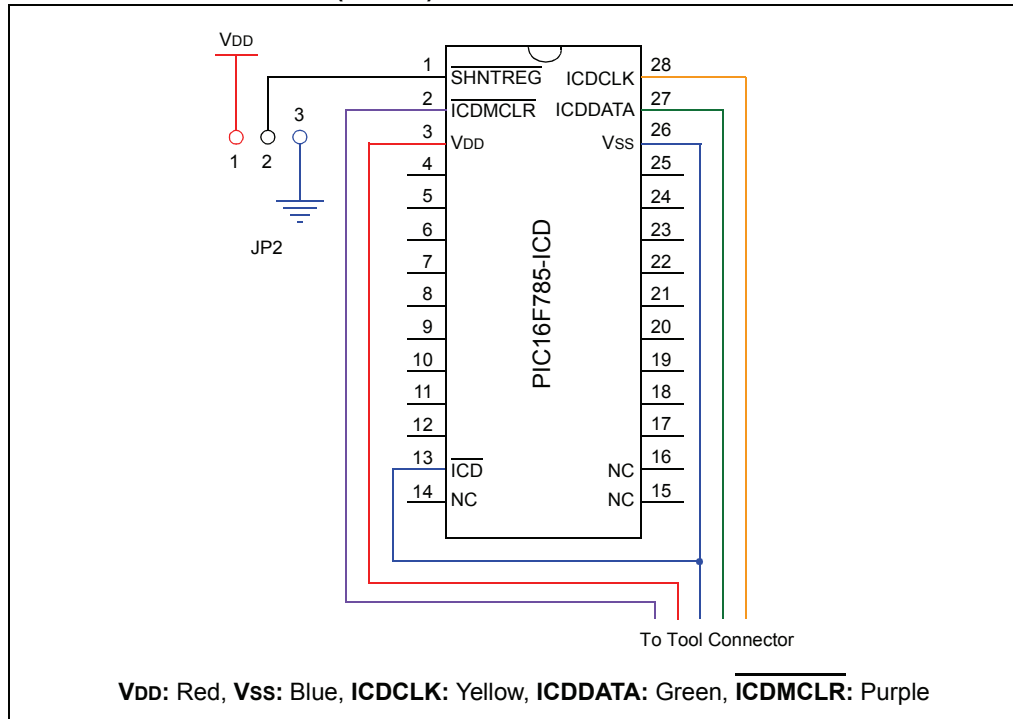 VDD
1 2 3
JP2
1 SHNTREG ICDCLK 28
2 ICDMCLR ICDDATA 27
3 VDD VSS 26
4 25
5 24
6 23
7 22
8 21
9 20
10 19
11 18
12 17
13 ICD NC 16
14 NC NC 15
PIC16F785-ICD
To Tool Connector
VDD: Red, VSS: Blue, ICDCLK: Yellow, ICDDATA: Green, ICDMCLR: Purple